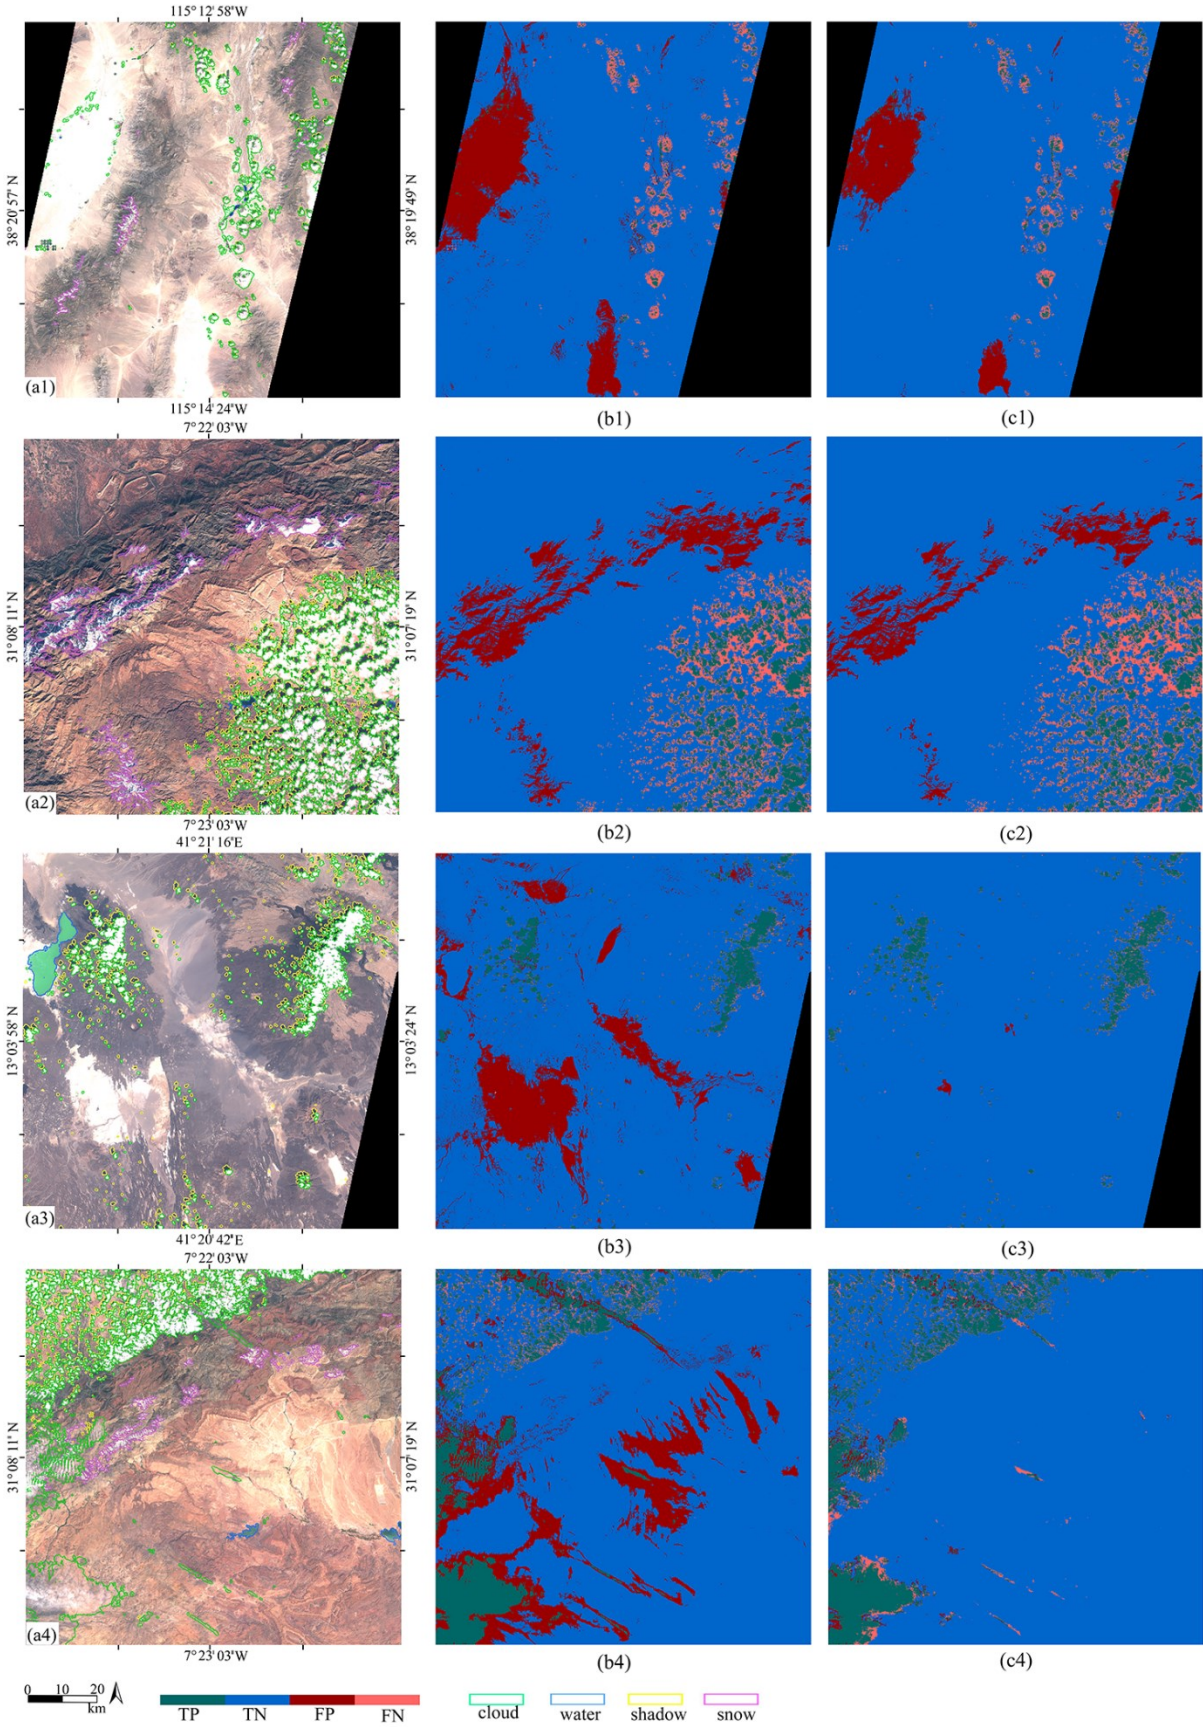 115° 12' 58" W
38° 20' 57" N
38° 19' 49" N
(a1)
(b1)
(c1)
115° 14' 24" W
7° 22' 03" W
31° 08' 11" N
31° 07' 19" N
(a2)
(b2)
(c2)
7° 23' 03" W
41° 21' 16" E
13° 03' 58" N
13° 03' 24" N
(a3)
(b3)
(c3)
41° 20' 42" E
7° 22' 03" W
31° 08' 11" N
31° 07' 19" N
(a4)
(b4)
(c4)
7° 23' 03" W
0 10 20
km
TP TN FP FN
cloud water shadow snow